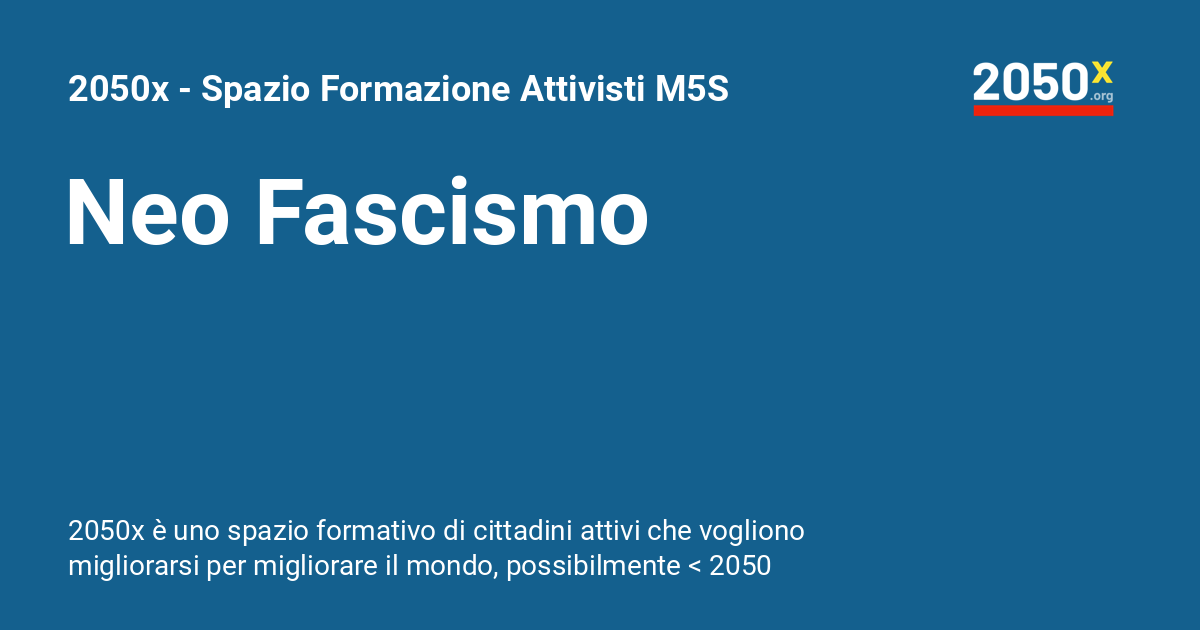 2050x - Spazio Formazione Attivisti M5S
2050x
.org
Neo Fascismo
2050x è uno spazio formativo di cittadini attivi che vogliono
migliorarsi per migliorare il mondo, possibilmente < 2050